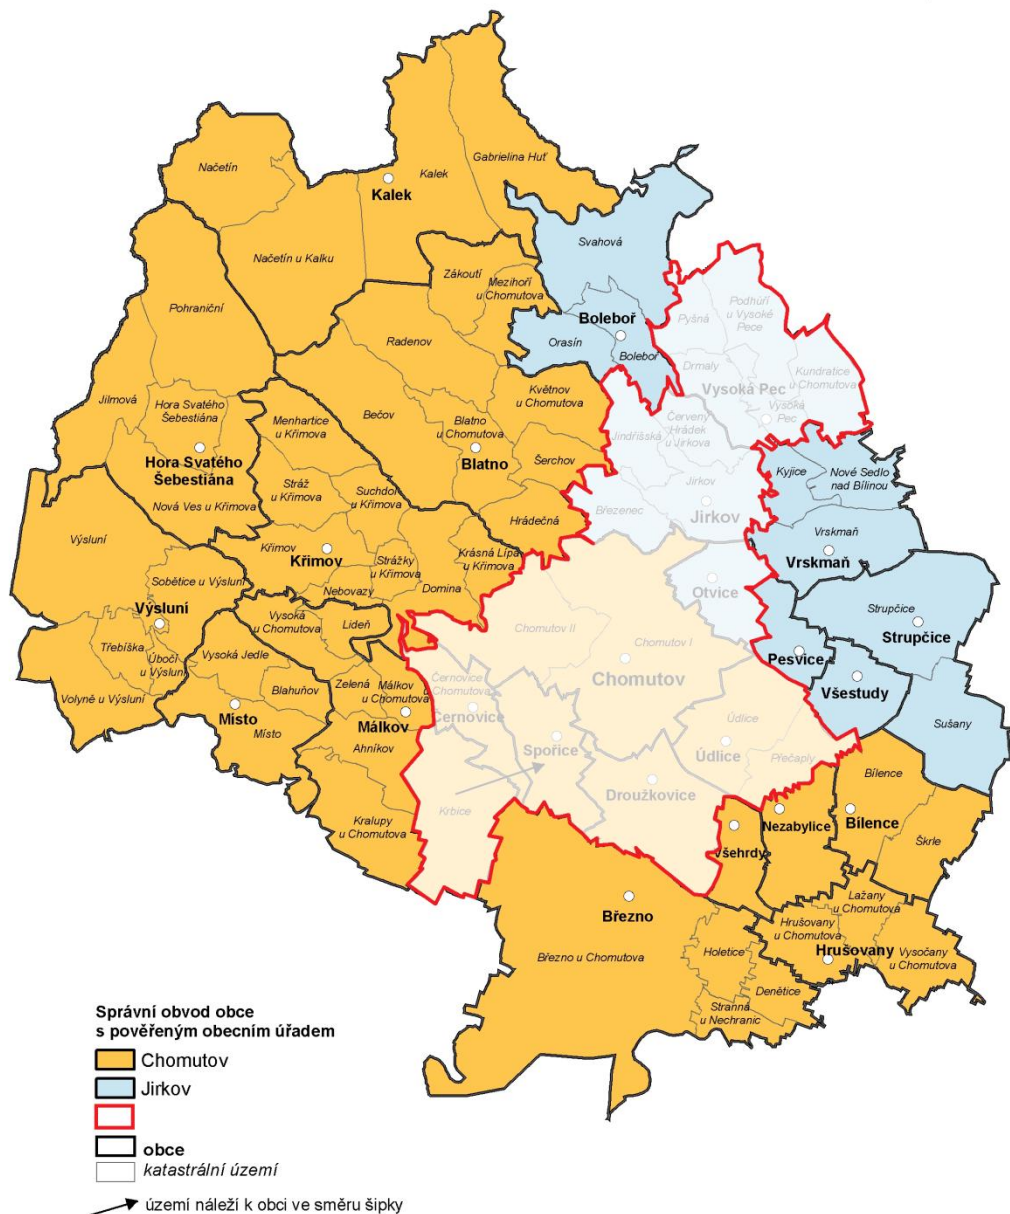 Načetín
Gabrielina Huť
Kalek
Kalek
Svahová
Načetín u Kalku
Zákoutí
Mezihoří
u Chomutova
Pohraniční
Podhůří
u Vysoké
Pece
Pyšná
Boleboř
Orasín
Boleboř
Radenov
Drmaly
Kundratice
u Chomutova
Vysoká Pec
Vysoká
Pec
Jilmová
Hora Svatého
Šebestiána
Menhartice
u Křimova
Bečov
Květnov
u Chomutova
Blatno
u Chomutova
Červený
Hrádek
u Jirkova
Jindřišská
Blatno
Šerchov
Hora Svatého
Šebestiána
Kyjice
Nové Sedlo
nad Bílinou
Stráž
u Křimova
Suchdol
u Křimova
Jirkov
Nová Ves u Křimova
Březenec
Jirkov
Hrádečná
Výsluní
Vrskmaň
Vrskmaň
Křimov
Křimov
Strážky
u Křimova
Krásná Lípa
u Křimova
Sobětice u Výsluní
Nebovazy
Domina
Otvice
Strupčice
Strupčice
Výsluní
Vysoká
u Chomutova
Lideň
Chomutov II
Chomutov I
Třebíška
Úbočí
u Výsluní
Vysoká Jedle
Pesvice
Chomutov
Všestudy
Volyně u Výsluní
Blahuňov
Zelená
Málkov
u Chomutova
Černovice
u Chomutova
Černovice
Místo
Místo
Málkov
Údlice
Sušany
Ahníkov
Spořice
Údlice
Přečaply
Bílence
Krbice
Droužkovice
Kralupy
u Chomutova
Nezabylice
Bílence
Škrle
Všehrdy
Březno
Lažany
u Chomutova
Hrušovany
u Chomutova
Hrušovany
Vysočany
u Chomutova
Březno u Chomutova
Holetice
Denětice
Stranná
u Nechranic
Správní obvod obce
s pověřeným obecním úřadem
Chomutov
Jirkov
obce
katastrální území
území náleží k obci ve směru šipky